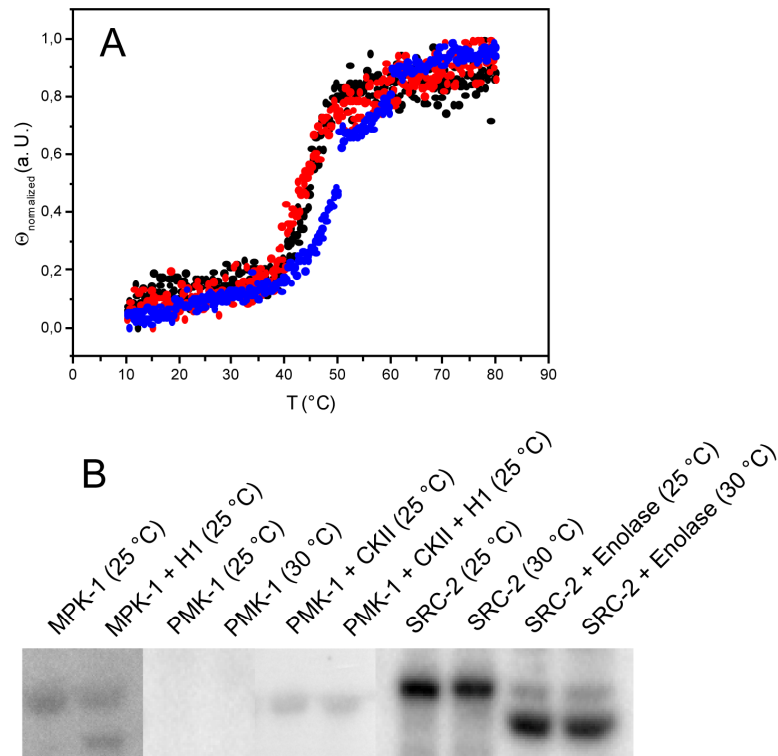 A
1,0
0,8
0,6
0,4
0,2
0,0
Θnormalized (a. U.)
0 10 20 30 40 50 60 70 80 90
T (°C)
B
MPK-1 (25 °C)
MPK-1 + H1 (25 °C)
PMK-1 (25 °C)
PMK-1 (30 °C)
PMK-1 + CKII (25 °C)
PMK-1 + CKII + H1 (25 °C)
SRC-2 (25 °C)
SRC-2 (30 °C)
SRC-2 + Enolase (25 °C)
SRC-2 + Enolase (30 °C)